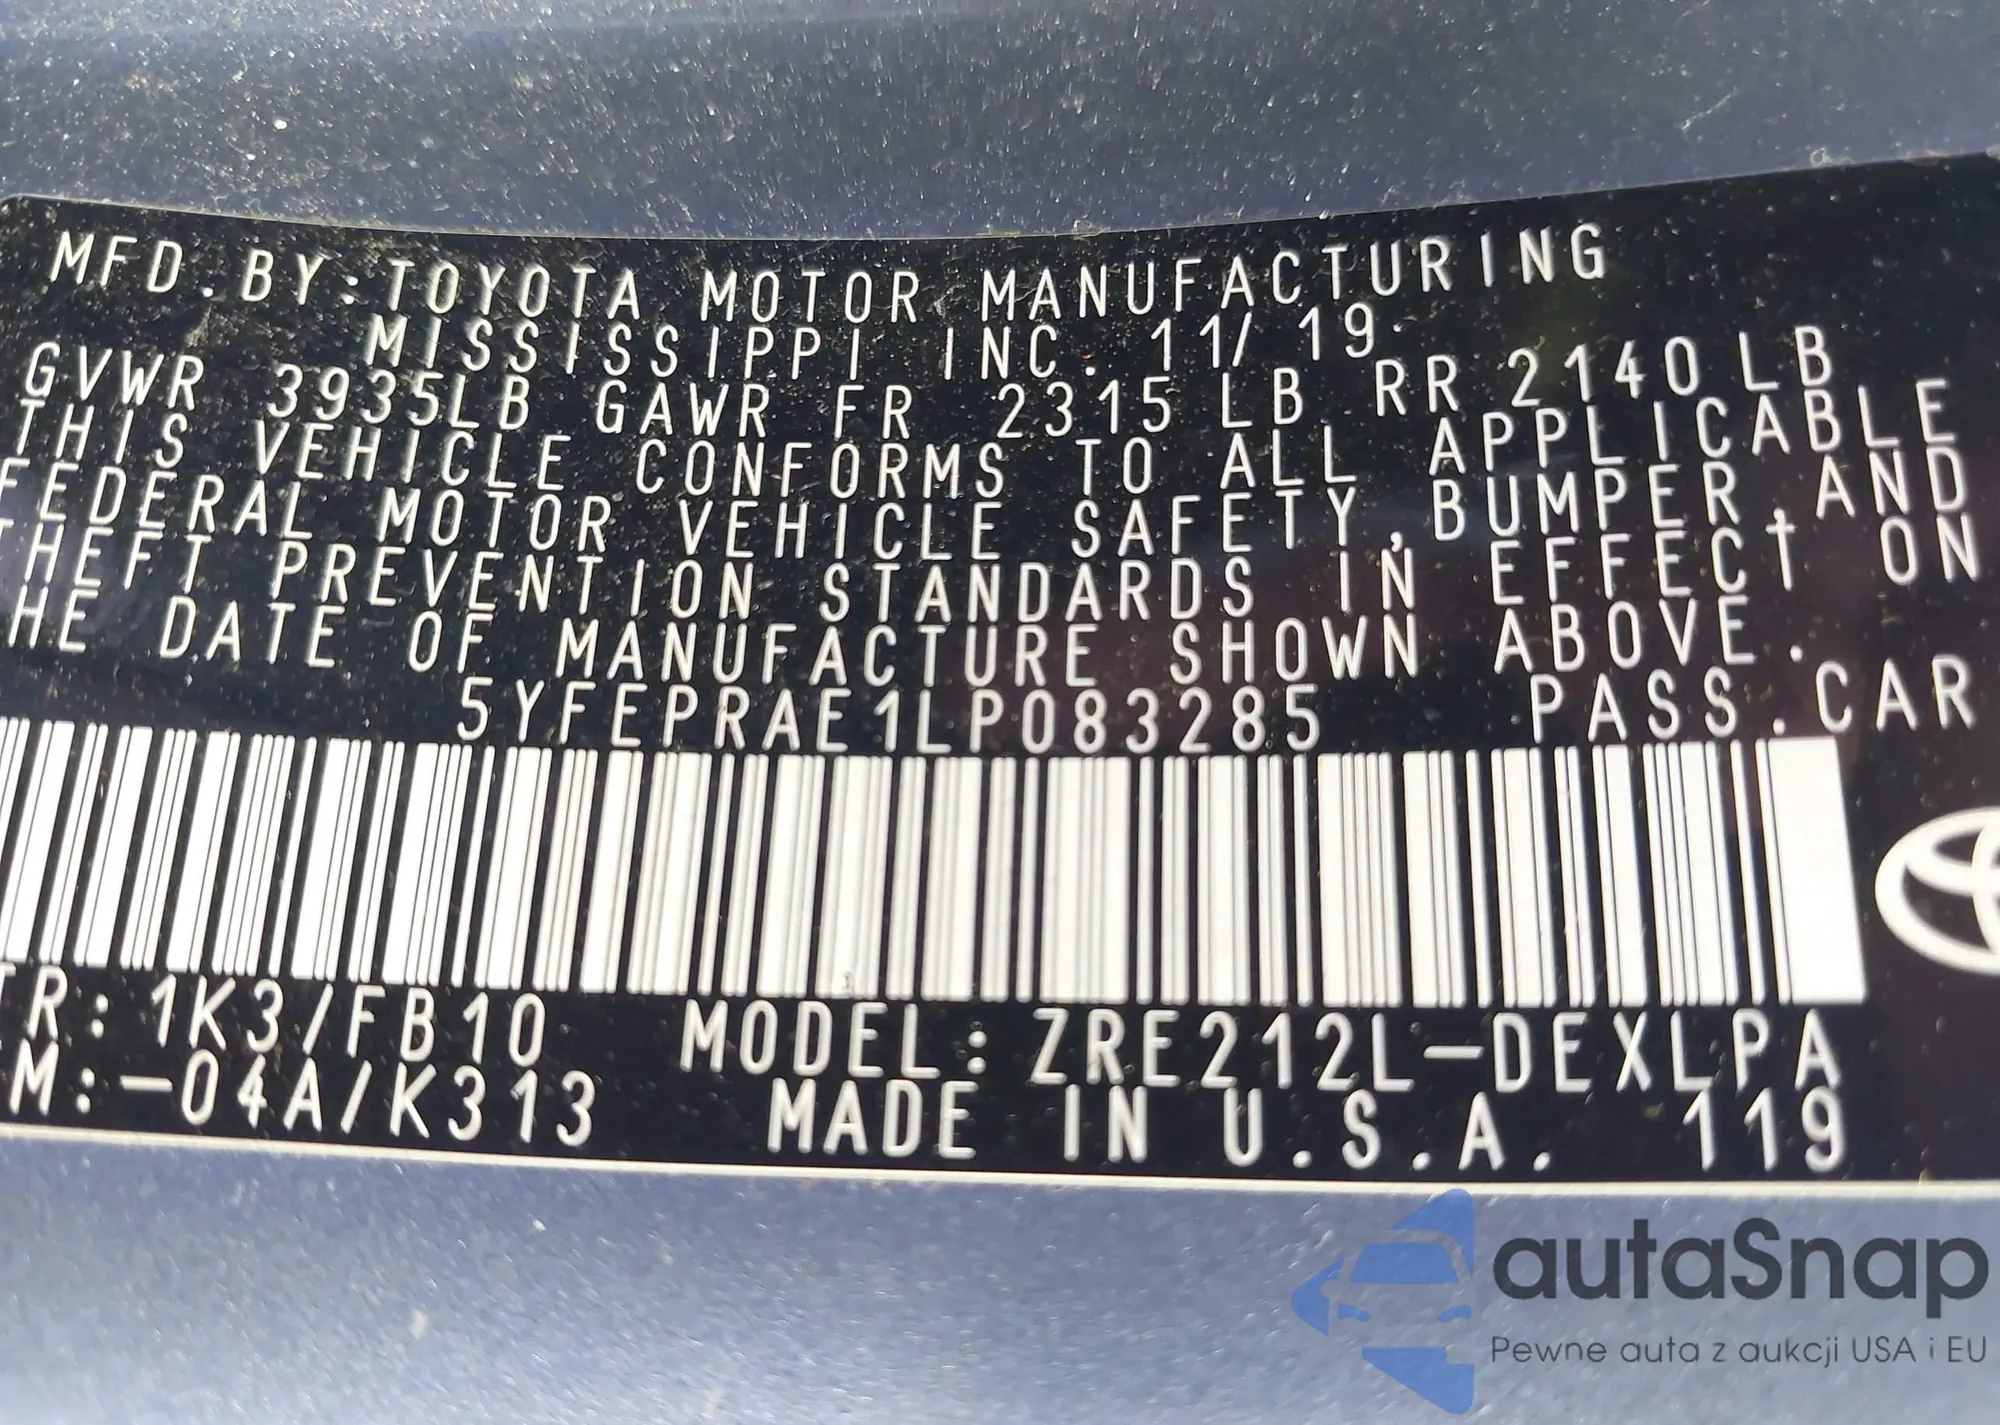 MFD.BY:TOYOTA MOTOR MANUFACTURING
MISSISSIPPI INC. 11/19
GVWR 3935LB GAWR FR 2315 LB RR 2140LB
THIS VEHICLE CONFORMS TO ALL APPLICABLE
FEDERAL MOTOR VEHICLE SAFETY,BUMPER,AND
THEFT PREVENTION STANDARDS IN EFFECT ON
THE DATE OF MANUFACTURE SHOWN ABOVE.
5YFEPRAE1LP083285 PASS.CAR
TR: 1K3/FB10 MODEL: ZRE212L-DEXLPA
M:-04A/K313 MADE IN U.S.A. 119
autaSnap
Pewne auta z aukcji USA i EU